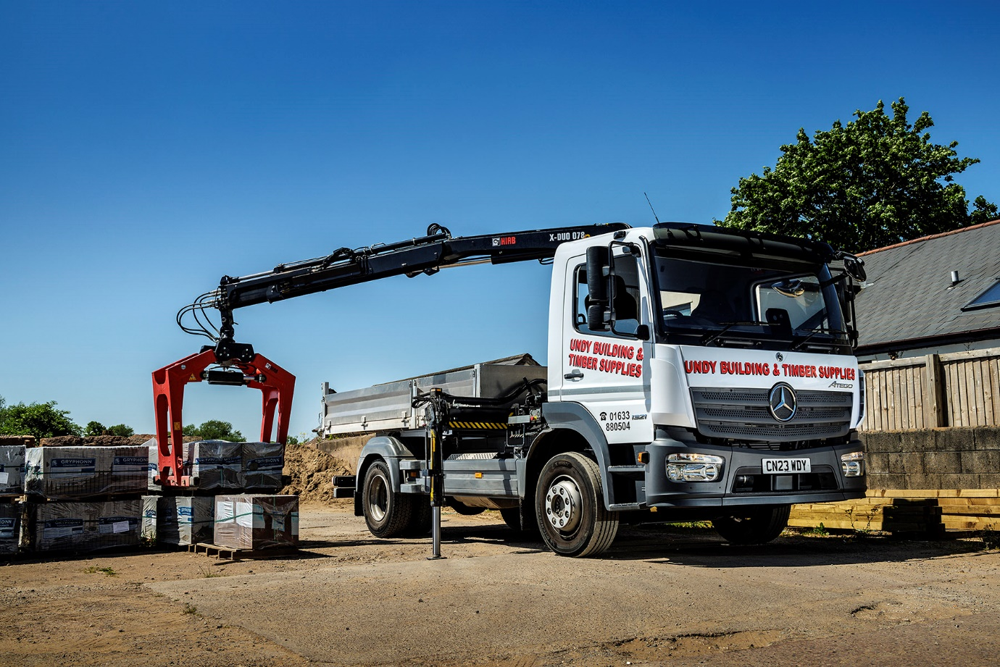 HIAB
X-DUO 078
UNDY BUILDING &
TIMBER SUPPLIES
UNDY BUILDING & TIMBER SUPPLIES
ATEGO
01633
880504
1521
CN23 WDY
GRYPHONN
GRYPHONN
GRYPHONN